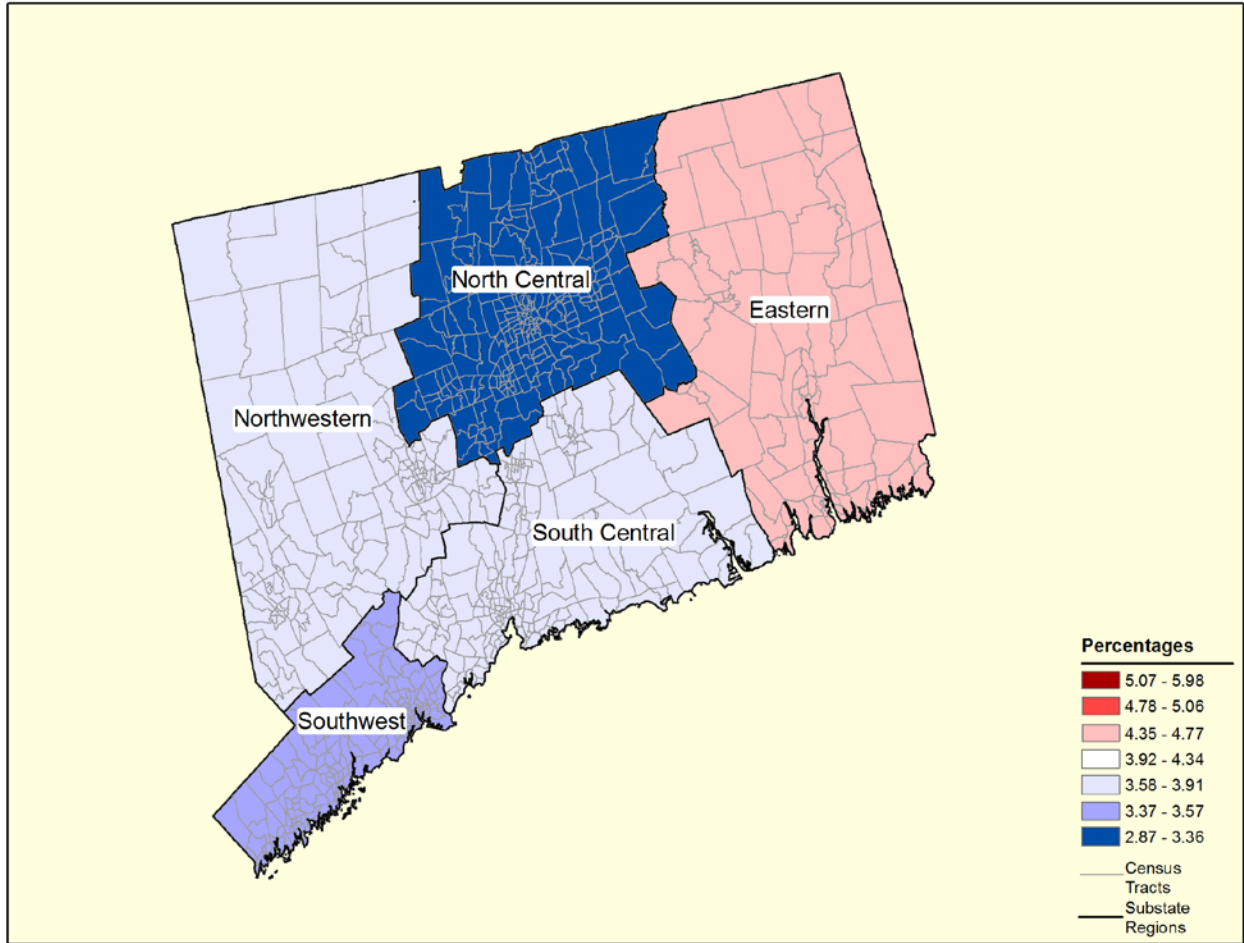 North Central
Eastern
Northwestern
South Central
Southwest
Percentages
5.07 - 5.98
4.78 - 5.06
4.35 - 4.77
3.92 - 4.34
3.58 - 3.91
3.37 - 3.57
2.87 - 3.36
Census
Tracts
Substate
Regions